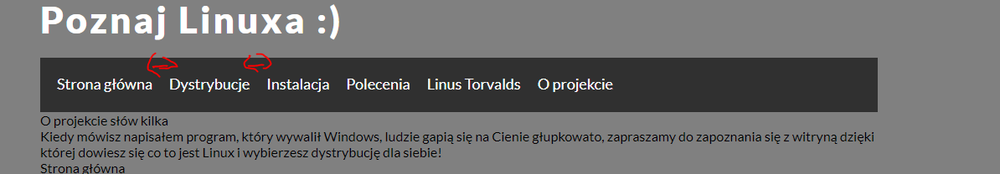 Poznaj Linuxa :)
Strona główna Dystrybucje Instalacja Polecenia Linus Torvalds O projekcie
O projekcie słów kilka
Kiedy mówisz napisałem program, który wywalił Windows, ludzie gapią się na Cienie głupkowato, zapraszamy do zapoznania się z witryną dzięki
której dowiesz się co to jest Linux i wybierzesz dystrybucję dla siebie!
Strona główna